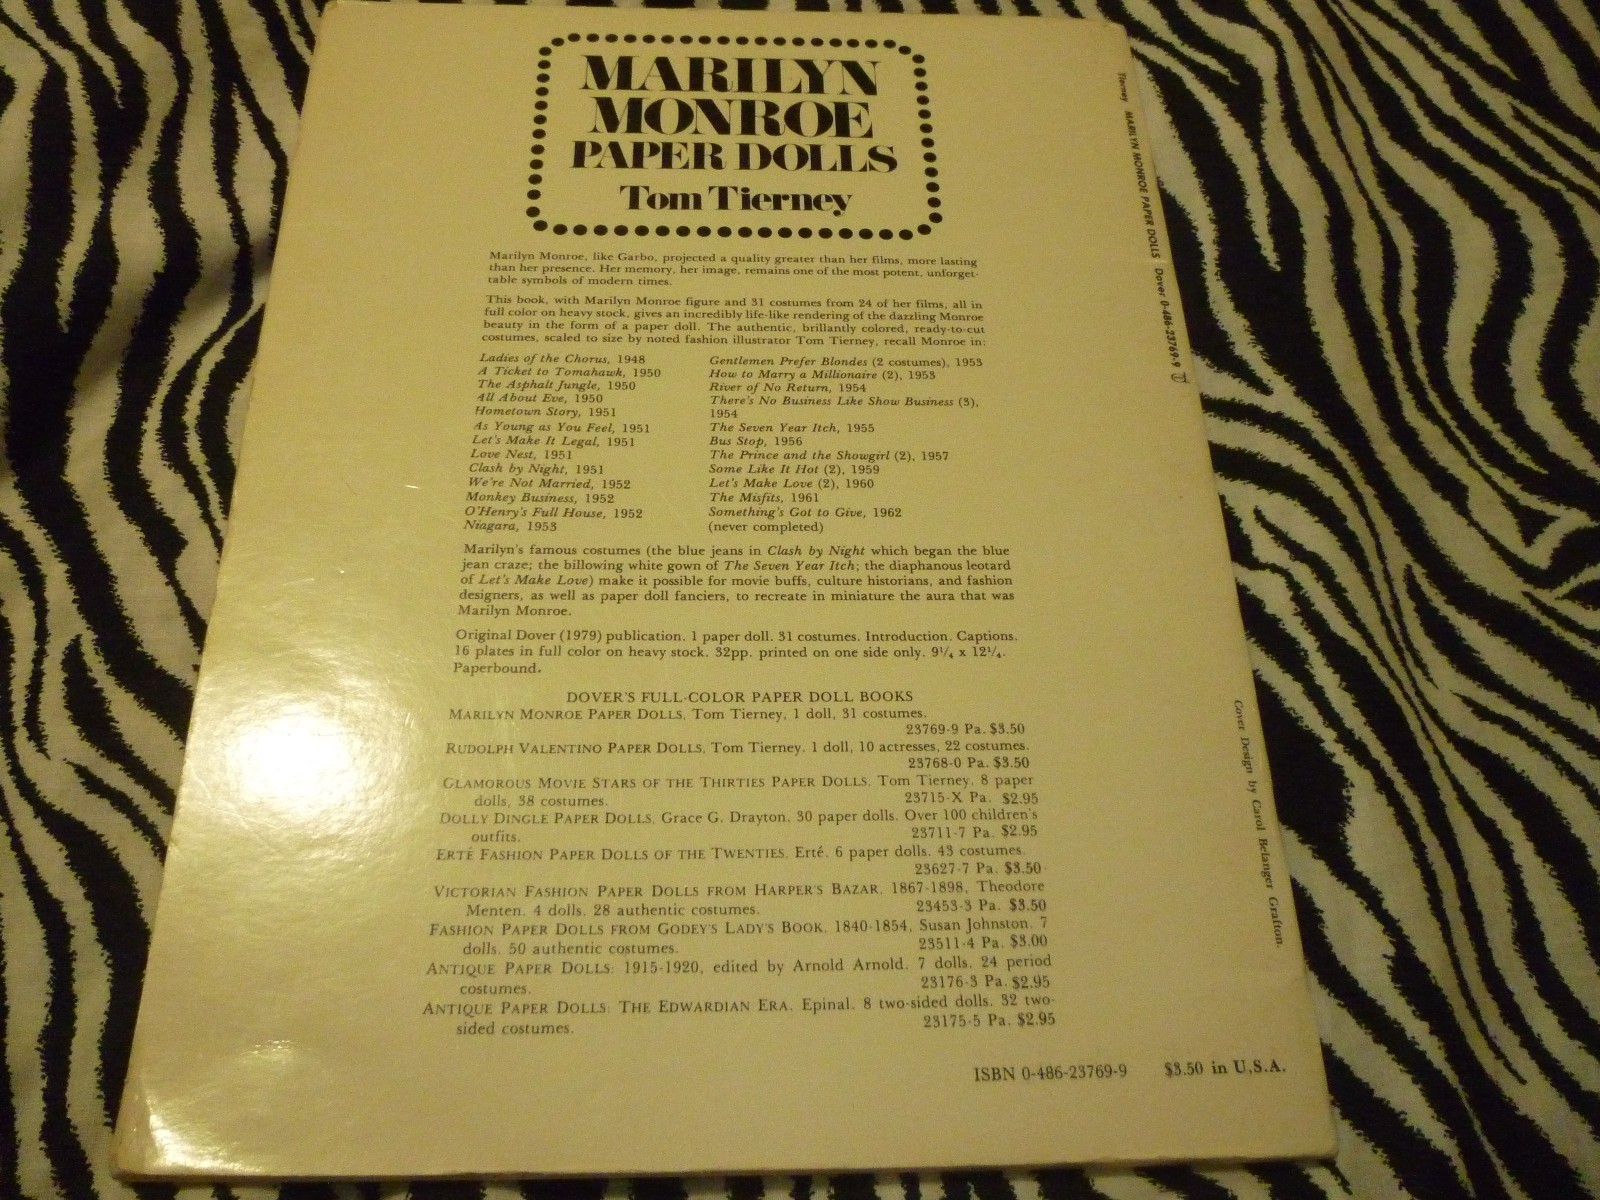 MARILYN
MONROE
PAPER DOLLS
Tom Tierney
Marilyn Monroe, like Garbo, projected a quality greater than her films, more lasting
than her presence. Her memory, her image, remains one of the most potent, unforget-
table symbols of modern times.
This book, with Marilyn Monroe figure and 31 costumes from 24 of her films, all in
full color on heavy stock, gives an incredibly life-like rendering of the dazzling Monroe
beauty in the form of a paper doll. The authentic, brillantly colored, ready-to-cut
costumes, scaled to size by noted fashion illustrator Tom Tierney, recall Monroe in:
Ladies of the Chorus, 1948
A Ticket to Tomahawk, 1950
The Asphalt Jungle, 1950
All About Eve, 1950
Hometown Story, 1951
As Young as You Feel, 1951
Let's Make It Legal, 1951
Love Nest, 1951
Clash by Night, 1951
We're Not Married, 1952
Monkey Business, 1952
O'Henry's Full House, 1952
Niagara, 1953
Gentlemen Prefer Blondes (2 costumes), 1953
How to Marry a Millionaire (2), 1953
River of No Return, 1954
There's No Business Like Show Business (3),
1954
The Seven Year Itch, 1955
Bus Stop, 1956
The Prince and the Showgirl (2), 1957
Some Like It Hot (2), 1959
Let's Make Love (2), 1960
The Misfits, 1961
Something's Got to Give, 1962
(never completed)
Marilyn's famous costumes (the blue jeans in Clash by Night which began the blue
jean craze; the billowing white gown of The Seven Year Itch; the diaphanous leotard
of Let's Make Love) make it possible for movie buffs, culture historians, and fashion
designers, as well as paper doll fanciers, to recreate in miniature the aura that was
Marilyn Monroe.
Original Dover (1979) publication. 1 paper doll. 31 costumes. Introduction. Captions.
16 plates in full color on heavy stock. 32pp. printed on one side only. 9¼ x 12¼.
Paperbound.
DOVER'S FULL-COLOR PAPER DOLL BOOKS
MARILYN MONROE PAPER DOLLS, Tom Tierney, 1 doll, 31 costumes.
23769-9 Pa. $3.50
RUDOLPH VALENTINO PAPER DOLLS, Tom Tierney. 1 doll, 10 actresses, 22 costumes.
23768-0 Pa. $3.50
GLAMOROUS MOVIE STARS OF THE THIRTIES PAPER DOLLS, Tom Tierney. 8 paper
dolls, 38 costumes. 23715-X Pa. $2.95
DOLLY DINGLE PAPER DOLLS, Grace G. Drayton. 30 paper dolls. Over 100 children's
outfits. 23711-7 Pa. $2.95
ERTÉ FASHION PAPER DOLLS OF THE TWENTIES, Erté. 6 paper dolls. 43 costumes.
23627-7 Pa. $3.50
VICTORIAN FASHION PAPER DOLLS FROM HARPER'S BAZAR, 1867-1898, Theodore
Menten. 4 dolls. 28 authentic costumes. 23453-3 Pa. $3.50
FASHION PAPER DOLLS FROM GODEY'S LADY'S BOOK, 1840-1854, Susan Johnston. 7
dolls. 50 authentic costumes. 23511-4 Pa. $3.00
ANTIQUE PAPER DOLLS: 1915-1920, edited by Arnold Arnold. 7 dolls. 24 period
costumes. 23176-3 Pa. $2.95
ANTIQUE PAPER DOLLS: THE EDWARDIAN ERA, Epinal. 8 two-sided dolls. 32 two-
sided costumes. 23175-5 Pa. $2.95
ISBN 0-486-23769-9 $3.50 in U.S.A.
Tierney MARILYN MONROE PAPER DOLLS Dover 0-486-23769-9
Cover Design by Carol Belanger Grafton.